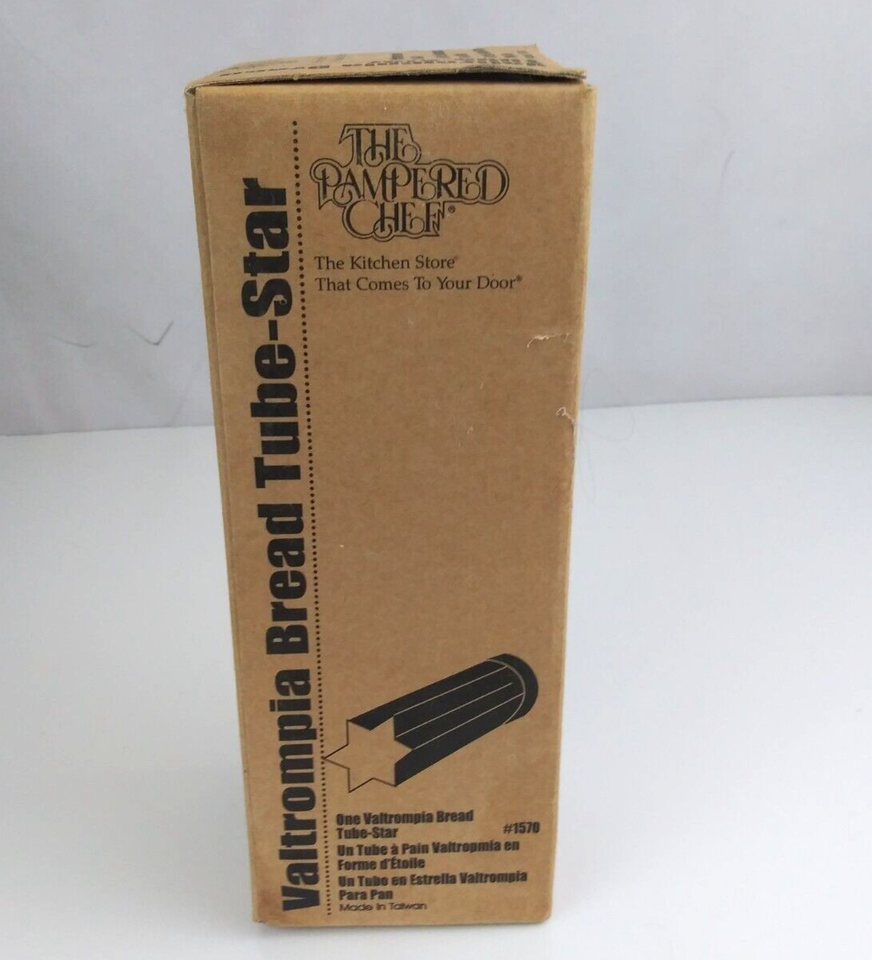 Valtrompia Bread Tube-Star
THE
PAMPERED
CHEF®
The Kitchen Store®
That Comes To Your Door®
One Valtrompia Bread
Tube-Star
#1570
Un Tube à Pain Valtropmia en
Forme d'Étoile
Un Tubo en Estrella Valtrompia
Para Pan
Made In Taiwan